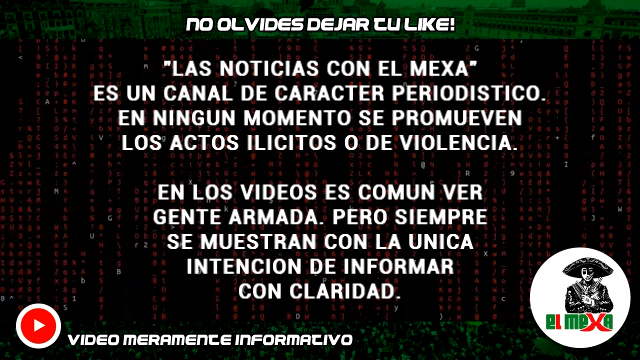 NO OLVIDES DEJAR TU LIKE!
"LAS NOTICIAS CON EL MEXA"
ES UN CANAL DE CARACTER PERIODISTICO.
EN NINGUN MOMENTO SE PROMUEVEN
LOS ACTOS ILICITOS O DE VIOLENCIA.
EN LOS VIDEOS ES COMUN VER
GENTE ARMADA. PERO SIEMPRE
SE MUESTRAN CON LA UNICA
INTENCION DE INFORMAR
CON CLARIDAD.
EL MEXA
VIDEO MERAMENTE INFORMATIVO